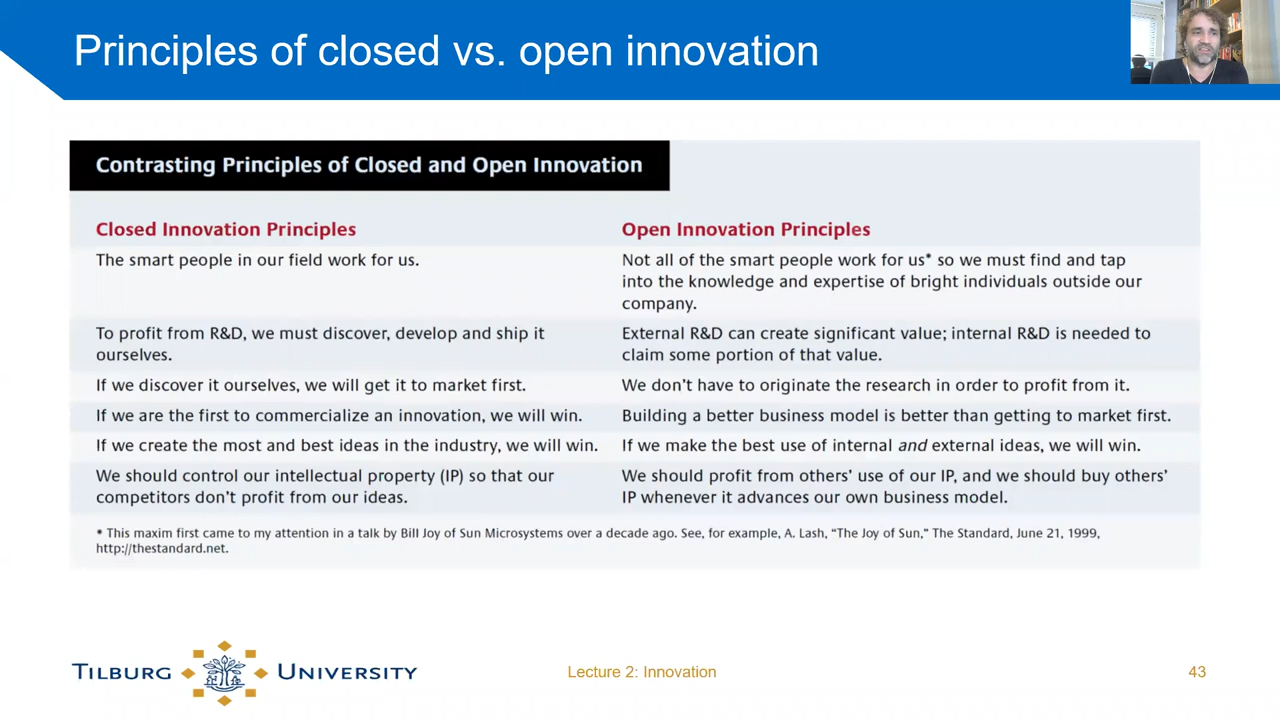 Principles of closed vs. open innovation
Contrasting Principles of Closed and Open Innovation
Closed Innovation Principles
Open Innovation Principles
The smart people in our field work for us.
Not all of the smart people work for us* so we must find and tap
into the knowledge and expertise of bright individuals outside our
company.
To profit from R&D, we must discover, develop and ship it
ourselves.
External R&D can create significant value; internal R&D is needed to
claim some portion of that value.
If we discover it ourselves, we will get it to market first.
We don't have to originate the research in order to profit from it.
If we are the first to commercialize an innovation, we will win.
Building a better business model is better than getting to market first.
If we create the most and best ideas in the industry, we will win.
If we make the best use of internal and external ideas, we will win.
We should control our intellectual property (IP) so that our
competitors don't profit from our ideas.
We should profit from others' use of our IP, and we should buy others'
IP whenever it advances our own business model.
* This maxim first came to my attention in a talk by Bill Joy of Sun Microsystems over a decade ago. See, for example, A. Lash, "The Joy of Sun," The Standard, June 21, 1999,
http://thestandard.net.
TILBURG UNIVERSITY
Lecture 2: Innovation
43